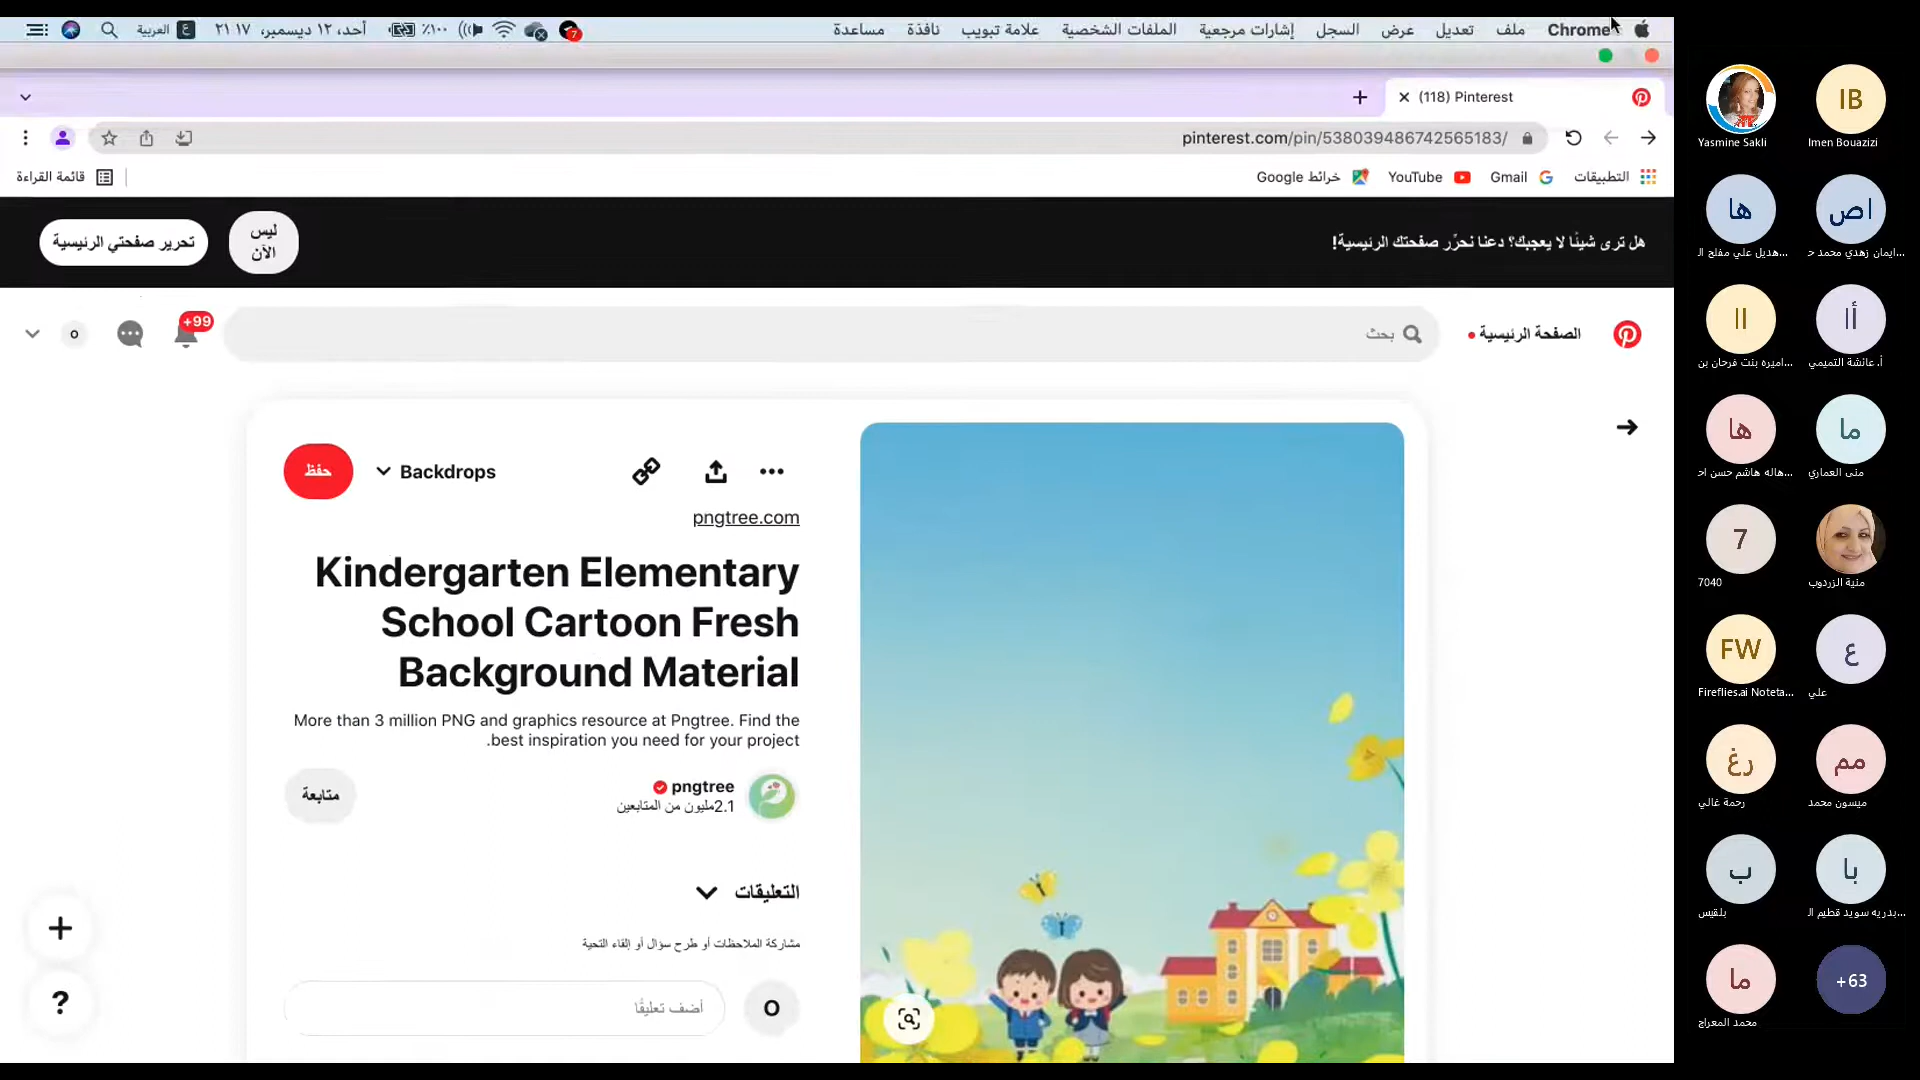 Chrome ملف تعديل عرض السجل إشارات مرجعية الملفات الشخصية علامة تبويب نافذة مساعدة
7 ١٠٠٪ أحد، ١٢ ديسمبر، ١٧ ٢١ ع العربية
(118) Pinterest
pinterest.com/pin/538039486742565183/
التطبيقات Gmail YouTube خرائط Google
قائمة القراءة
هل ترى شيئًا لا يعجبك؟ دعنا نحرِّر صفحتك الرئيسية!
ليس
الآن
تحرير صفحتي الرئيسية
الصفحة الرئيسية
بحث
+99
O
حفظ
Backdrops
pngtree.com
Kindergarten Elementary
School Cartoon Fresh
Background Material
More than 3 million PNG and graphics resource at Pngtree. Find the
.best inspiration you need for your project
pngtree
2.1مليون من المتابعين
متابعة
التعليقات
مشاركة الملاحظات أو طرح سؤال أو إلقاء التحية
أضف تعليقًا
O
?
IB
Yasmine Sakli
Imen Bouazizi
ها
اص
هديل علي مفلح ال...
ايمان زهدي محمد ح...
اا
أا
اميره بنت فرحان بن...
أ. عائشة التميمي
ها
ما
هاله هاشم حسن اح...
منى العماري
7
7040
منية الزردوب
FW
ع
Fireflies.ai Noteta...
علي
رغ
مم
رحمة غالي
ميسون محمد
ب
با
بلقيس
بدريه سويد قطيم ال...
ما
+63
محمد المعراج